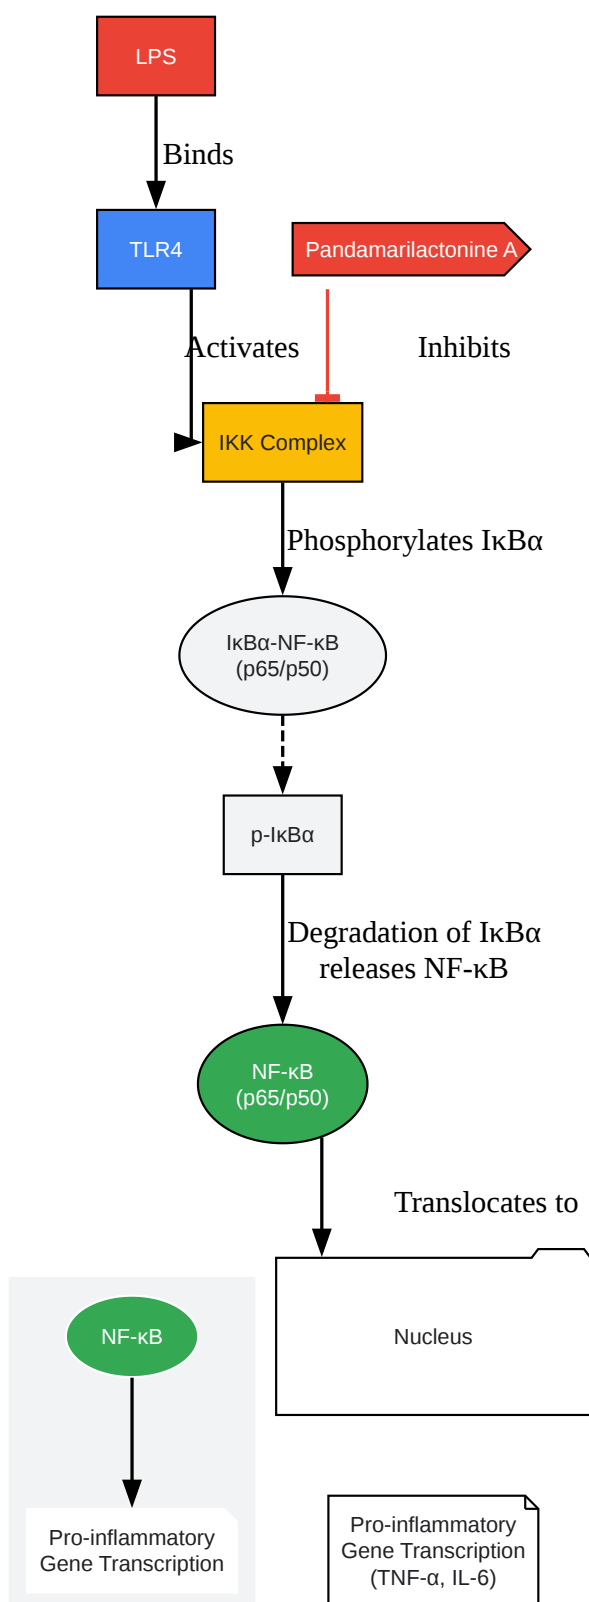 LPS
Binds
TLR4
Pandamarilactonine A
Activates
Inhibits
IKK Complex
Phosphorylates IκBα
IκBα-NF-κB
(p65/p50)
p-IκBα
Degradation of IκBα
releases NF-κB
NF-κB
(p65/p50)
Translocates to
NF-κB
Nucleus
Pro-inflammatory
Gene Transcription
Pro-inflammatory
Gene Transcription
(TNF-α, IL-6)